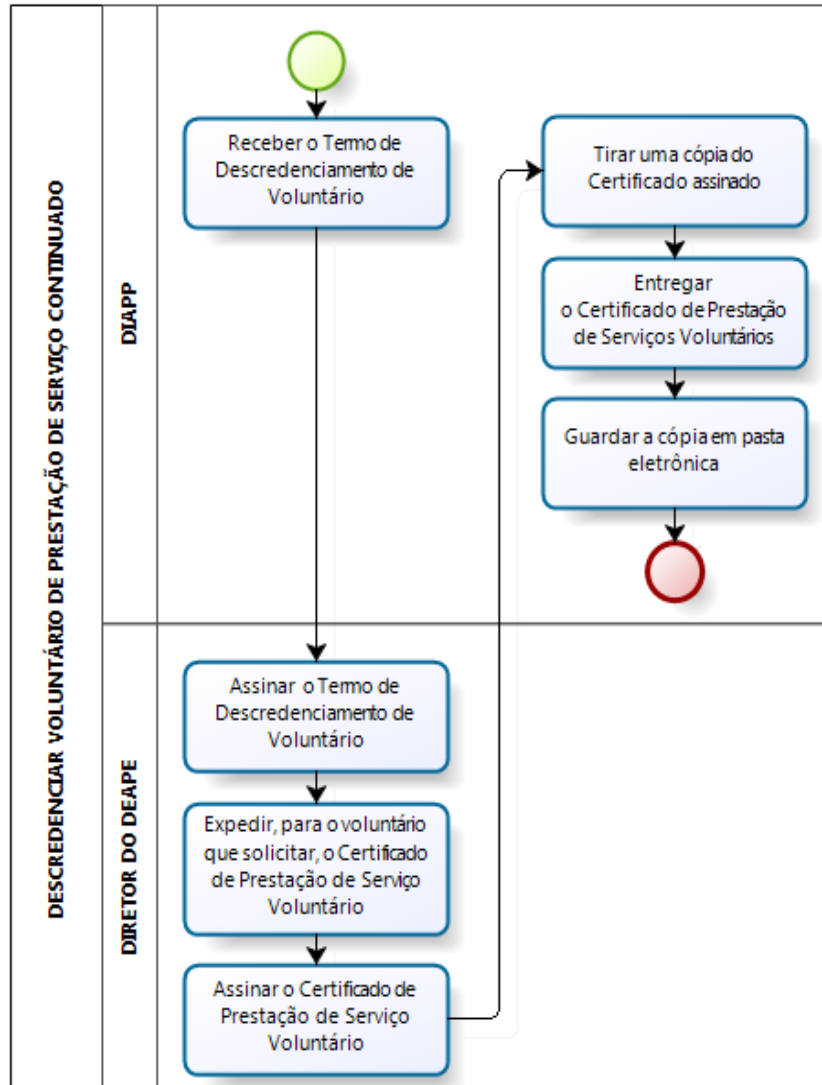 DESCREDENCIAR VOLUNTÁRIO DE PRESTAÇÃO DE SERVIÇO CONTINUADO
DIAPP
Receber o Termo de
Descredenciamento de
Voluntário
Tirar uma cópia do
Certificado assinado
Entregar
o Certificado de Prestação
de Serviços Voluntários
Guardar a cópia em pasta
eletrônica
DIRETOR DO DEAPE
Assinar o Termo de
Descredenciamento de
Voluntário
Expedir, para o voluntário
que solicitar, o Certificado
de Prestação de Serviço
Voluntário
Assinar o Certificado de
Prestação de Serviço
Voluntário